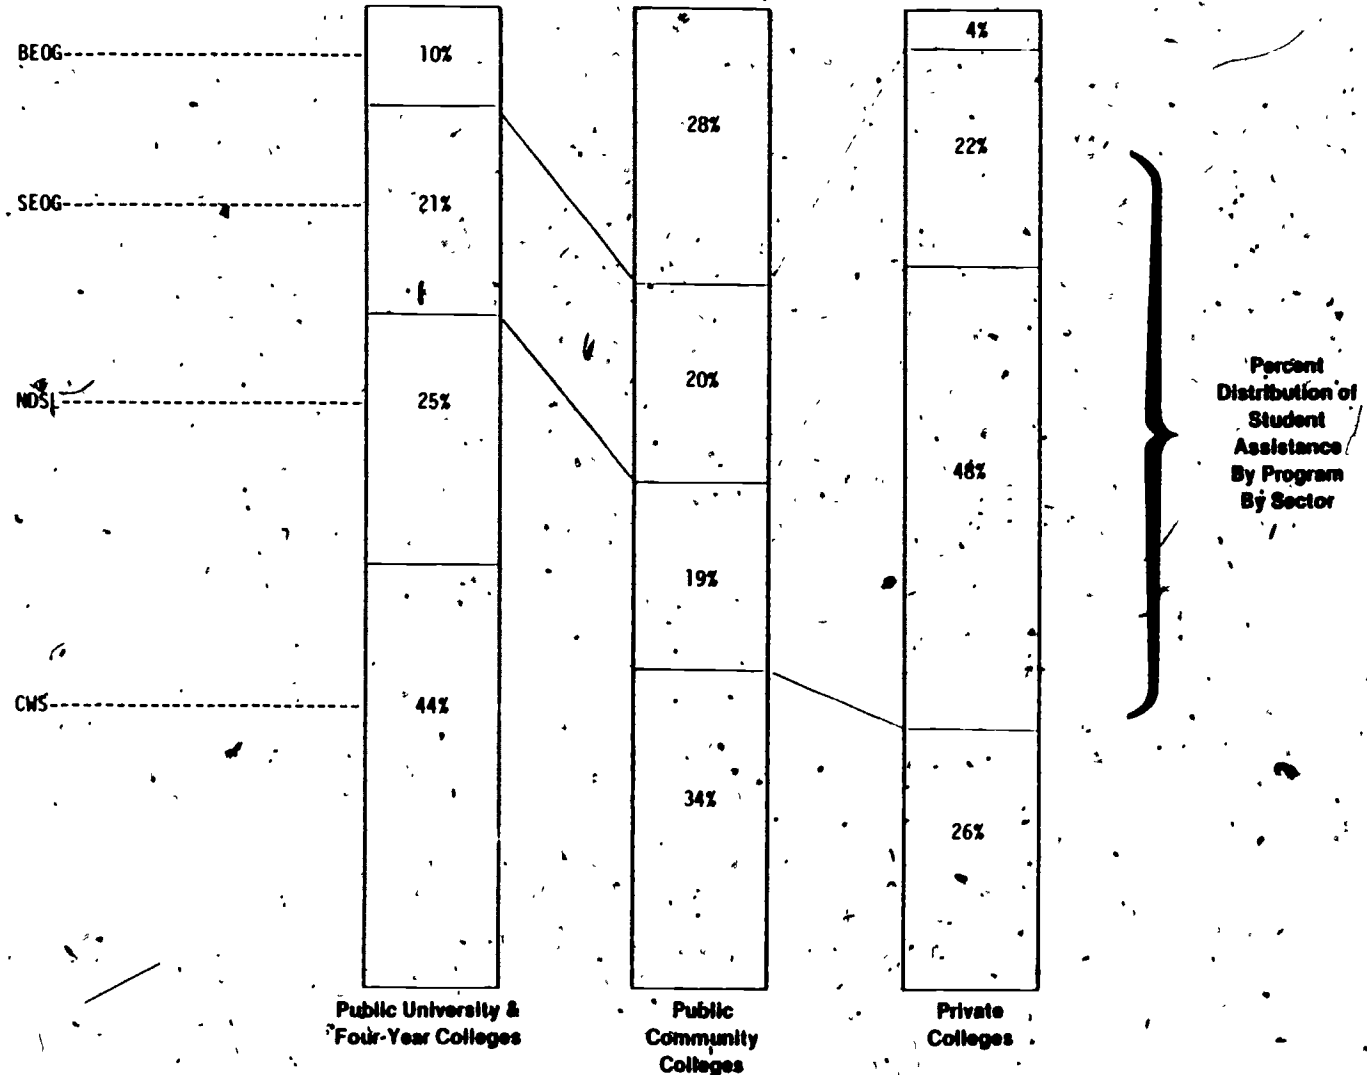 BEOG
10%
28%
4%
22%
SEOG
21%
20%
NDSL
25%
48%
19%
CWS
44%
34%
26%
Percent
Distribution of
Student
Assistance
By Program
By Sector
Public University &
Four-Year Colleges
Public
Community
Colleges
Private
Colleges